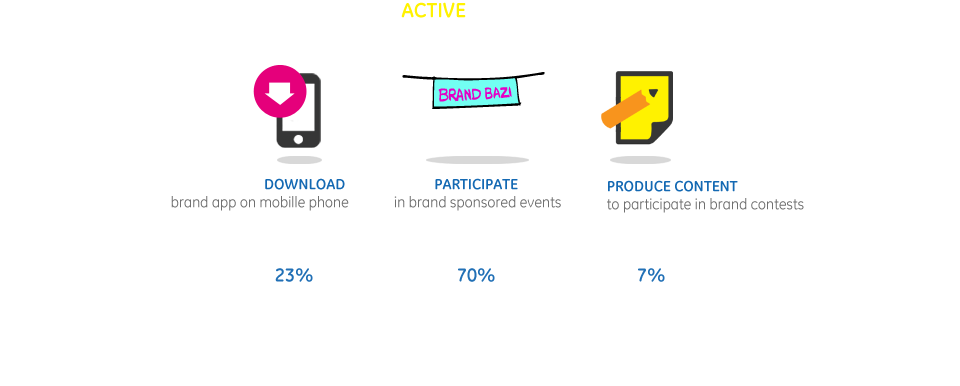 ACTIVE
BRAND BAZI
DOWNLOAD
brand app on mobille phone
PARTICIPATE
in brand sponsored events
PRODUCE CONTENT
to participate in brand contests
23%
70%
7%